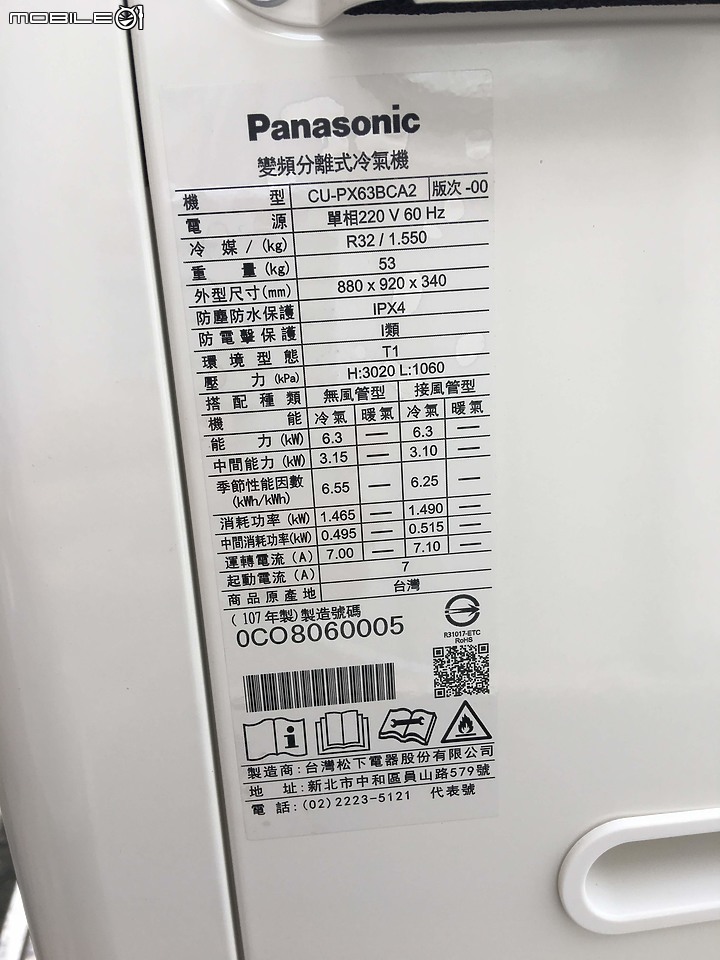 MOBILE01
Panasonic
變頻分離式冷氣機
機型 CU-PX63BCA2 版次 -00
電源 單相220 V 60 Hz
冷媒/(kg) R32 / 1.550
重量(kg) 53
外型尺寸(mm) 880 x 920 x 340
防塵防水保護 IPX4
防電擊保護 I類
環境型態 T1
壓力(kPa) H:3020 L:1060
搭配種類 無風管型 接風管型
機能 冷氣 暖氣 冷氣 暖氣
能力(kW) 6.3 — 6.3 —
中間能力(kW) 3.15 — 3.10 —
季節性能因數
(kWh/kWh) 6.55 — 6.25 —
消耗功率(kW) 1.465 — 1.490 —
中間消耗功率(kW) 0.495 — 0.515 —
運轉電流(A) 7.00 — 7.10 —
起動電流(A) 7
商品原產地 台灣
(107年製)製造號碼
0CO8060005
R31017-ETC
RoHS
製造商:台灣松下電器股份有限公司
地址:新北市中和區員山路579號
電話:(02)2223-5121 代表號